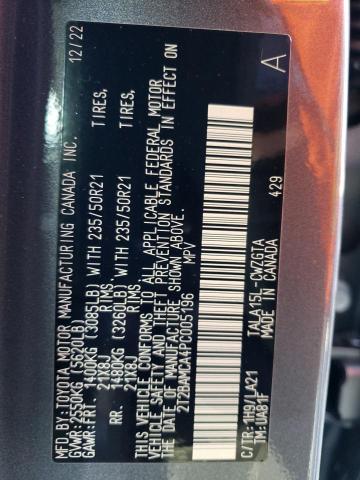 MFD. BY: TOYOTA MOTOR MANUFACTURING CANADA INC. 12/22
GVWR: 2550KG (5620LB)
GAWR: FRT. 1400KG (3085LB) WITH 235/50R21 TIRES,
21X8J RIMS,
RR. 1480KG (3260LB) WITH 235/50R21 TIRES,
21X8J RIMS,
THIS VEHICLE CONFORMS TO ALL APPLICABLE FEDERAL MOTOR
VEHICLE SAFETY, AND THEFT PREVENTION STANDARDS IN EFFECT ON
THE DATE OF MANUFACTURE SHOWN ABOVE.
2T2BAMCA4PC005196 MPV
C/TR: 1H9/LA21 TALA15L-CWZGTA 429 A
TM: UA81F MADE IN CANADA